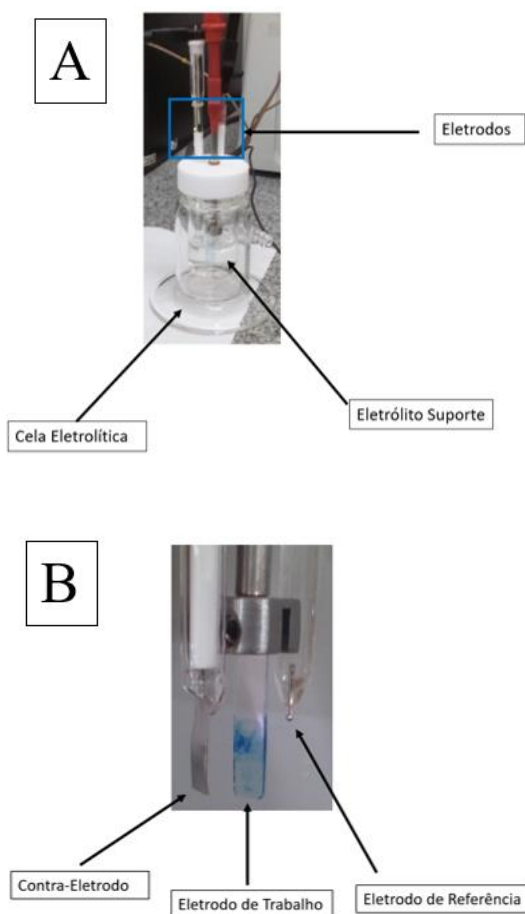 A
Eletrodos
Eletrólito Suporte
Cela Eletrolítica
B
Contra-Eletrodo
Eletrodo de Trabalho
Eletrodo de Referência